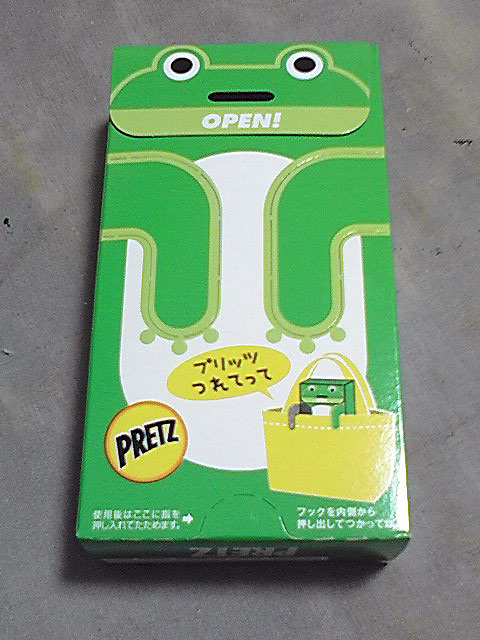 OPEN!
プリッツ
つれてって
PRETZ
使用後はここに指を
押し入れてたためます。➡
フックを内側から
押し出してつかってね
PRETZ